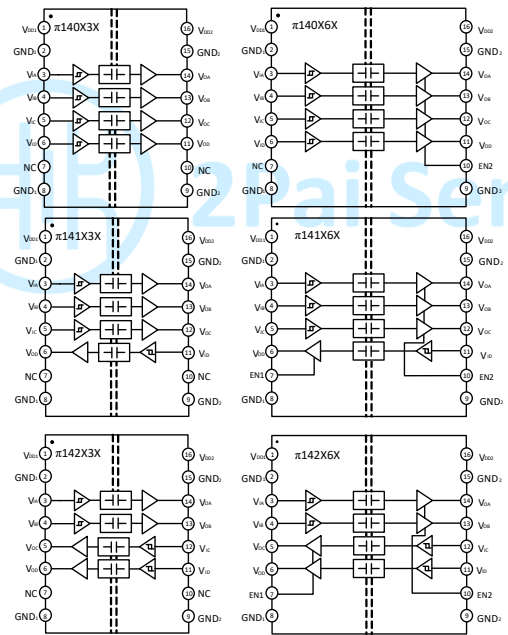 π140X3X
VDD1 1
GND1 2
VIA 3
VIB 4
VIC 5
VID 6
NC 7
GND1 8
16 VDD2
15 GND2
14 VOA
13 VOB
12 VOC
11 VOD
10 NC
9 GND2
π140X6X
VDD1 1
GND1 2
VIA 3
VIB 4
VIC 5
VID 6
NC 7
GND1 8
16 VDD2
15 GND2
14 VOA
13 VOB
12 VOC
11 VOD
10 EN2
9 GND2
2Pai Se
π141X3X
VDD1 1
GND1 2
VIA 3
VIB 4
VIC 5
VOD 6
NC 7
GND1 8
16 VDD2
15 GND2
14 VOA
13 VOB
12 VOC
11 VID
10 NC
9 GND2
π141X6X
VDD1 1
GND1 2
VIA 3
VIB 4
VIC 5
VOD 6
EN1 7
GND1 8
16 VDD2
15 GND2
14 VOA
13 VOB
12 VOC
11 VID
10 EN2
9 GND2
π142X3X
VDD1 1
GND1 2
VIA 3
VIB 4
VOC 5
VOD 6
NC 7
GND1 8
16 VDD2
15 GND2
14 VOA
13 VOB
12 VIC
11 VID
10 NC
9 GND2
π142X6X
VDD1 1
GND1 2
VIA 3
VIB 4
VOC 5
VOD 6
EN1 7
GND1 8
16 VDD2
15 GND2
14 VOA
13 VOB
12 VIC
11 VID
10 EN2
9 GND2